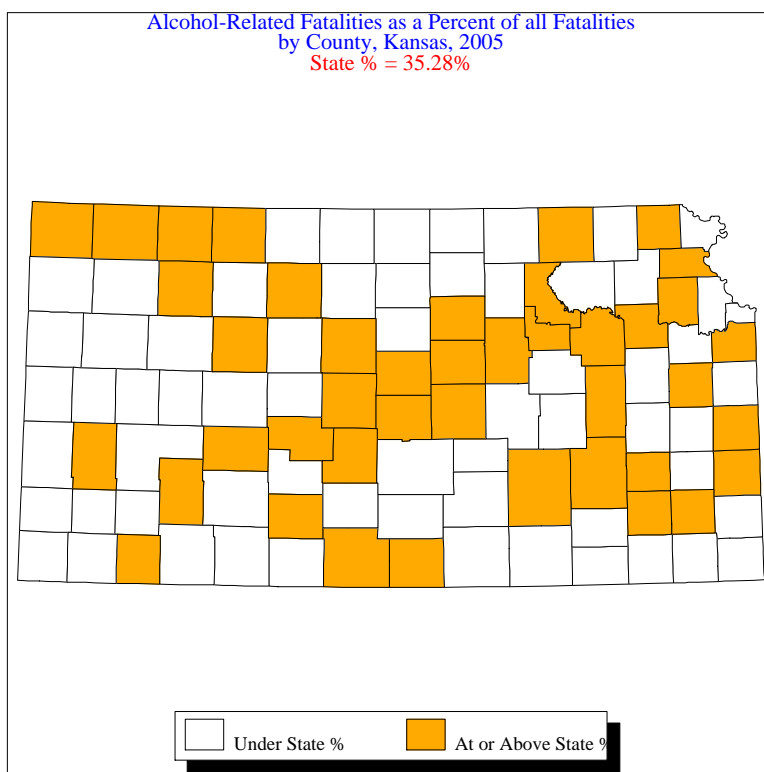 Alcohol-Related Fatalities as a Percent of all Fatalities
by County, Kansas, 2005
State % = 35.28%
Under State %
At or Above State %